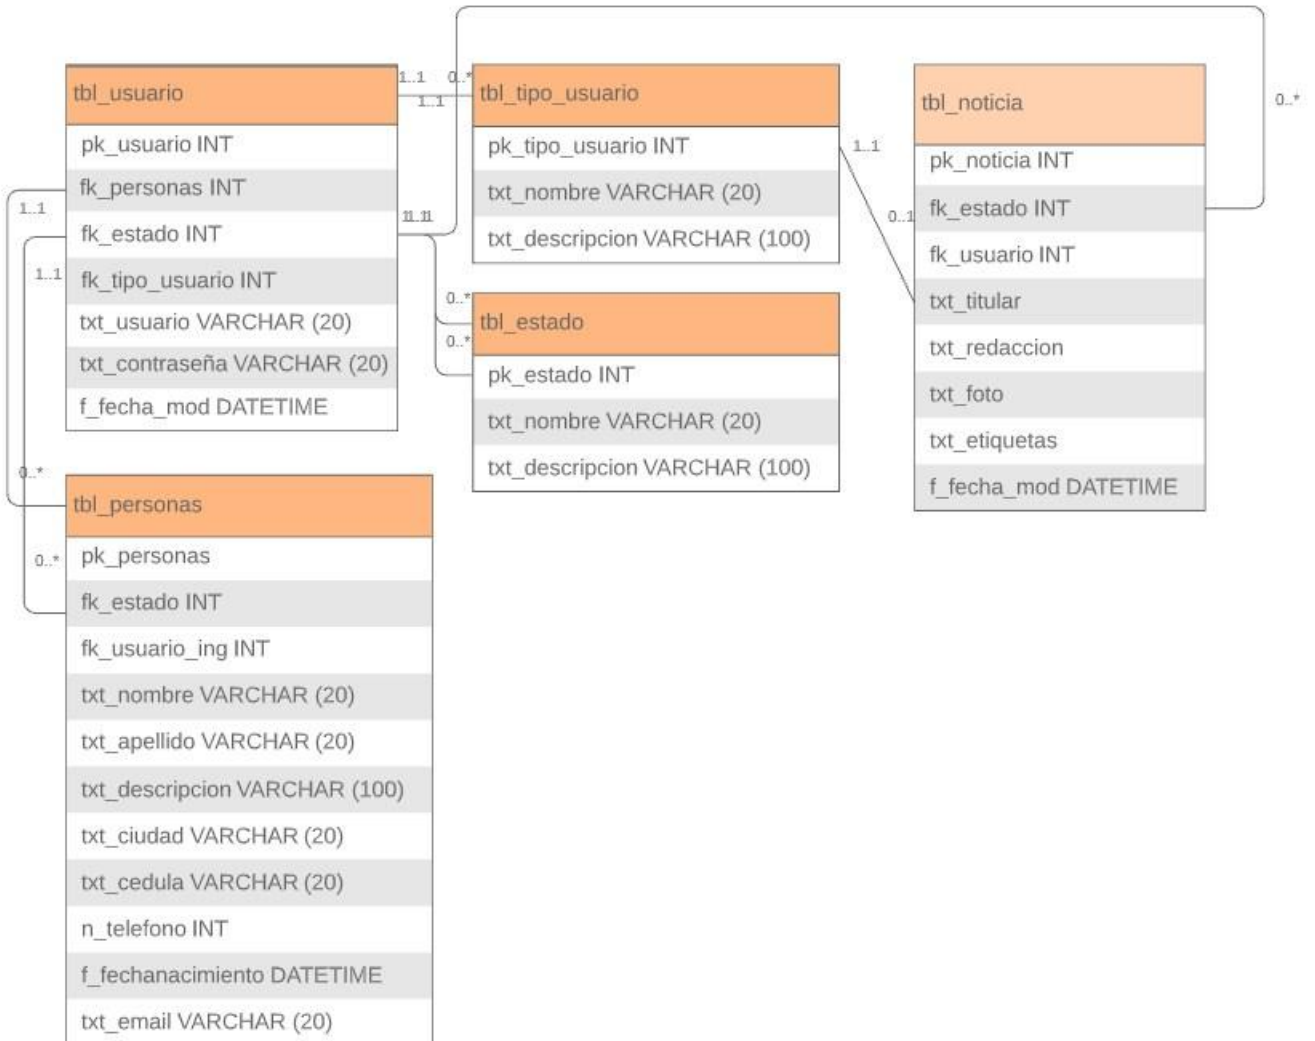 tbl_usuario
pk_usuario INT
fk_personas INT
fk_estado INT
fk_tipo_usuario INT
txt_usuario VARCHAR (20)
txt_contraseña VARCHAR (20)
f_fecha_mod DATETIME
1..1
0..*
1..1
tbl_tipo_usuario
pk_tipo_usuario INT
txt_nombre VARCHAR (20)
txt_descripcion VARCHAR (100)
1..1
0..1
tbl_noticia
pk_noticia INT
fk_estado INT
fk_usuario INT
txt_titular
txt_redaccion
txt_foto
txt_etiquetas
f_fecha_mod DATETIME
0..*
1..1
1..1
0..*
0..*
tbl_estado
pk_estado INT
txt_nombre VARCHAR (20)
txt_descripcion VARCHAR (100)
0..*
0..*
tbl_personas
pk_personas
fk_estado INT
fk_usuario_ing INT
txt_nombre VARCHAR (20)
txt_apellido VARCHAR (20)
txt_descripcion VARCHAR (100)
txt_ciudad VARCHAR (20)
txt_cedula VARCHAR (20)
n_telefono INT
f_fechanacimiento DATETIME
txt_email VARCHAR (20)